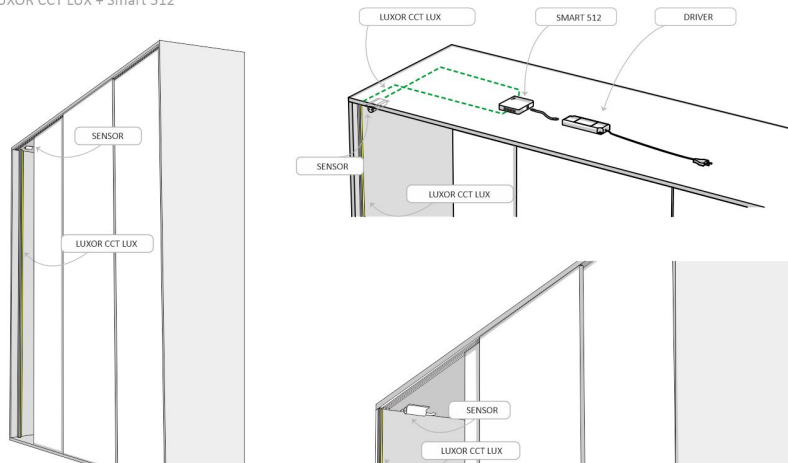 LUXOR CCT LUX + Smart 512
LUXOR CCT LUX
SMART 512
DRIVER
SENSOR
SENSOR
LUXOR CCT LUX
LUXOR CCT LUX
SENSOR
LUXOR CCT LUX